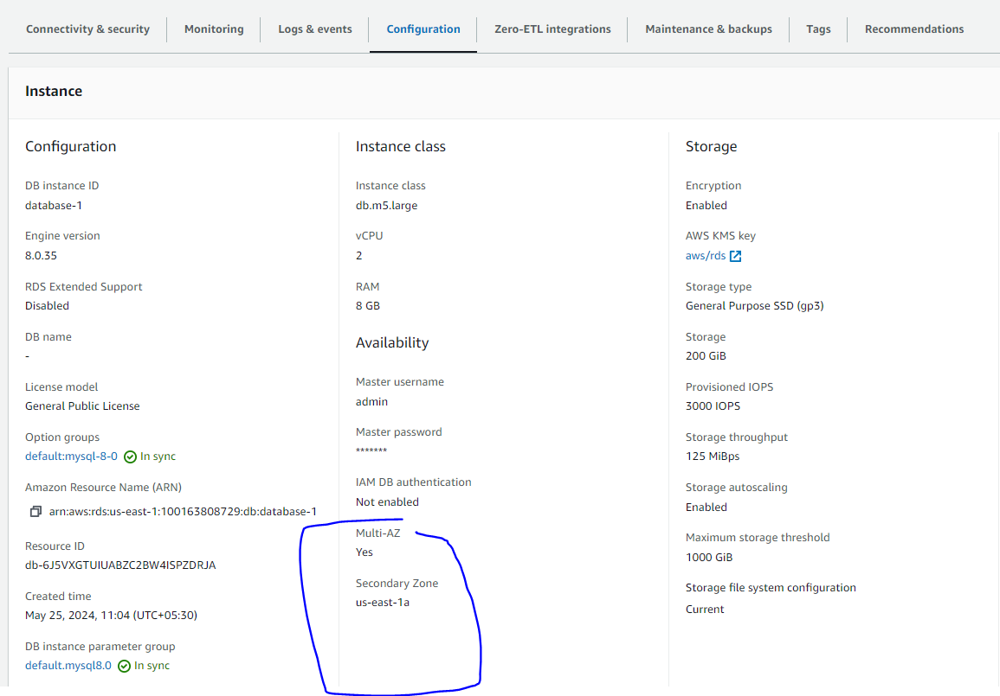 Connectivity & security
Monitoring
Logs & events
Configuration
Zero-ETL integrations
Maintenance & backups
Tags
Recommendations
Instance
Configuration
DB instance ID
database-1
Engine version
8.0.35
RDS Extended Support
Disabled
DB name
-
License model
General Public License
Option groups
default:mysql-8-0 In sync
Amazon Resource Name (ARN)
arn:aws:rds:us-east-1:100163808729:db:database-1
Resource ID
db-6J5VXGTUIUABZC2BW4ISPZDRJA
Created time
May 25, 2024, 11:04 (UTC+05:30)
DB instance parameter group
default.mysql8.0 In sync
Instance class
Instance class
db.m5.large
vCPU
2
RAM
8 GB
Availability
Master username
admin
Master password
*******
IAM DB authentication
Not enabled
Multi-AZ
Yes
Secondary Zone
us-east-1a
Storage
Encryption
Enabled
AWS KMS key
aws/rds
Storage type
General Purpose SSD (gp3)
Storage
200 GiB
Provisioned IOPS
3000 IOPS
Storage throughput
125 MiBps
Storage autoscaling
Enabled
Maximum storage threshold
1000 GiB
Storage file system configuration
Current